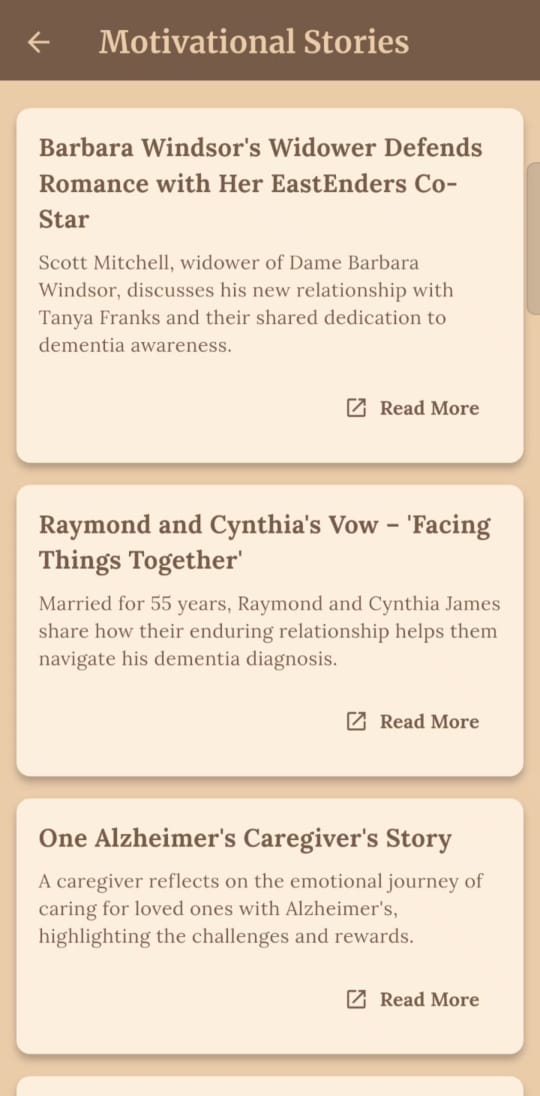 Motivational Stories
Barbara Windsor's Widower Defends
Romance with Her EastEnders Co-
Star
Scott Mitchell, widower of Dame Barbara
Windsor, discusses his new relationship with
Tanya Franks and their shared dedication to
dementia awareness.
Read More
Raymond and Cynthia's Vow – 'Facing
Things Together'
Married for 55 years, Raymond and Cynthia James
share how their enduring relationship helps them
navigate his dementia diagnosis.
Read More
One Alzheimer's Caregiver's Story
A caregiver reflects on the emotional journey of
caring for loved ones with Alzheimer's,
highlighting the challenges and rewards.
Read More